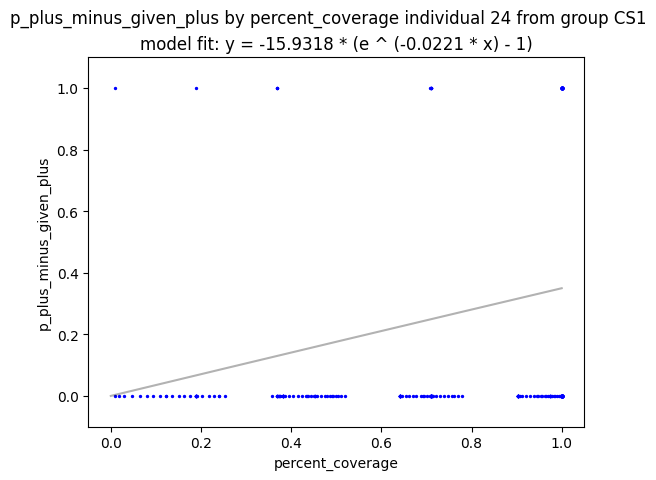 p_plus_minus_given_plus by percent_coverage individual 24 from group CS1
model fit: y = -15.9318 * (e ^ (-0.0221 * x) - 1)
p_plus_minus_given_plus
1.0
0.8
0.6
0.4
0.2
0.0
0.0 0.2 0.4 0.6 0.8 1.0
percent_coverage